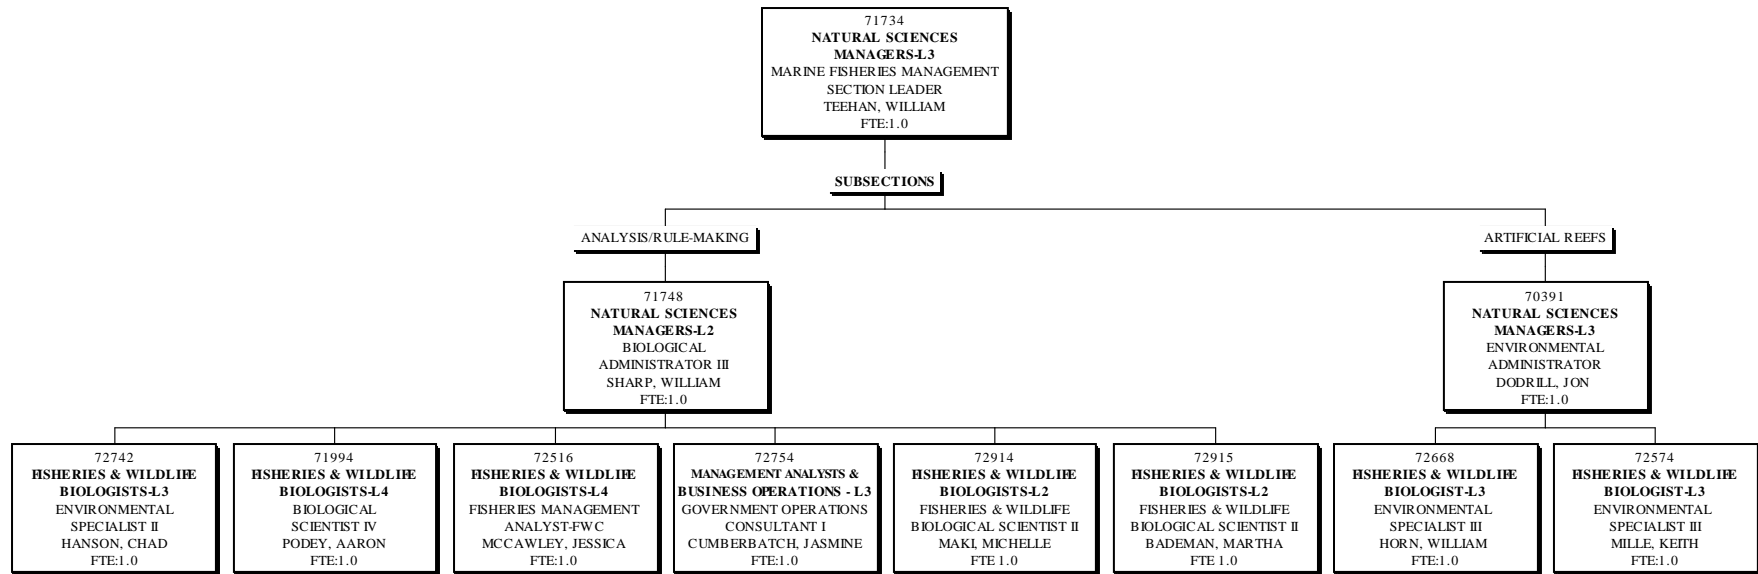 71734
NATURAL SCIENCES
MANAGERS-L3
MARINE FISHERIES MANAGEMENT
SECTION LEADER
TEEHAN, WILLIAM
FTE:1.0
SUBSECTIONS
ANALYSIS/RULE-MAKING
ARTIFICIAL REEFS
71748
NATURAL SCIENCES
MANAGERS-L2
BIOLOGICAL
ADMINISTRATOR III
SHARP, WILLIAM
FTE:1.0
70391
NATURAL SCIENCES
MANAGERS-L3
ENVIRONMENTAL
ADMINISTRATOR
DODRILL, JON
FTE:1.0
72742
FISHERIES & WILDLIFE
BIOLOGISTS-L3
ENVIRONMENTAL
SPECIALIST II
HANSON, CHAD
FTE:1.0
71994
FISHERIES & WILDLIFE
BIOLOGISTS-L4
BIOLOGICAL
SCIENTIST IV
PODEY, AARON
FTE:1.0
72516
FISHERIES & WILDLIFE
BIOLOGISTS-L4
FISHERIES MANAGEMENT
ANALYST-FWC
MCCAWLEY, JESSICA
FTE:1.0
72754
MANAGEMENT ANALYSTS &
BUSINESS OPERATIONS - L3
GOVERNMENT OPERATIONS
CONSULTANT I
CUMBERBATCH, JASMINE
FTE:1.0
72914
FISHERIES & WILDLIFE
BIOLOGISTS-L2
FISHERIES & WILDLIFE
BIOLOGICAL SCIENTIST II
MAKI, MICHELLE
FTE 1.0
72915
FISHERIES & WILDLIFE
BIOLOGISTS-L2
FISHERIES & WILDLIFE
BIOLOGICAL SCIENTIST II
BADEMAN, MARTHA
FTE 1.0
72668
FISHERIES & WILDLIFE
BIOLOGIST-L3
ENVIRONMENTAL
SPECIALIST III
HORN, WILLIAM
FTE:1.0
72574
FISHERIES & WILDLIFE
BIOLOGIST-L3
ENVIRONMENTAL
SPECIALIST III
MILLE, KEITH
FTE:1.0